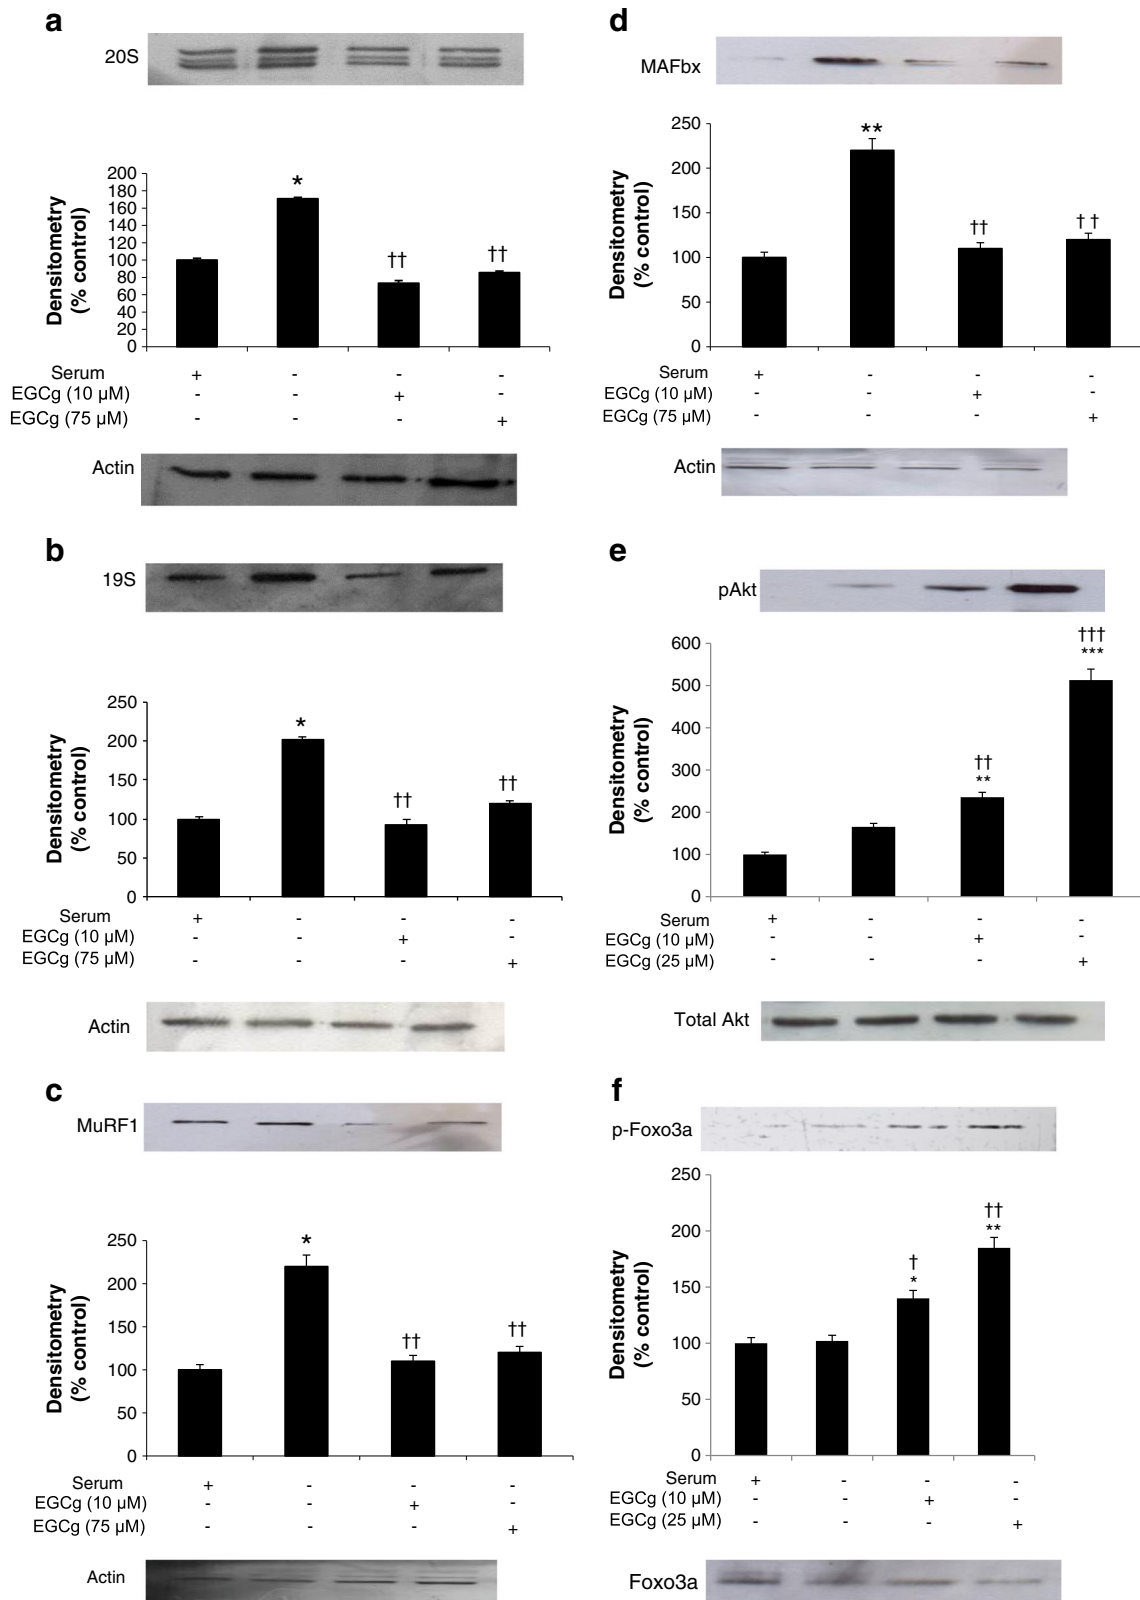 a
20S
Densitometry
(% control)
200
180
160
140
120
100
80
60
40
20
0
*
††
††
Serum + - - -
EGCg (10 µM) - - + -
EGCg (75 µM) - - - +
Actin
b
19S
Densitometry
(% control)
250
200
150
100
50
0
*
††
††
Serum + - - -
EGCg (10 µM) - - + -
EGCg (75 µM) - - - +
Actin
c
MuRF1
Densitometry
(% control)
250
200
150
100
50
0
*
††
††
Serum + - - -
EGCg (10 µM) - - + -
EGCg (75 µM) - - - +
Actin
d
MAFbx
Densitometry
(% control)
250
200
150
100
50
0
**
††
††
Serum + - - -
EGCg (10 µM) - - + -
EGCg (75 µM) - - - +
Actin
e
pAkt
Densitometry
(% control)
600
500
400
300
200
100
0
††
**
†††
***
Serum + - - -
EGCg (10 µM) - - + -
EGCg (25 µM) - - - +
Total Akt
f
p-Foxo3a
Densitometry
(% control)
250
200
150
100
50
0
†
*
††
**
Serum + - - -
EGCg (10 µM) - - + -
EGCg (25 µM) - - - +
Foxo3a